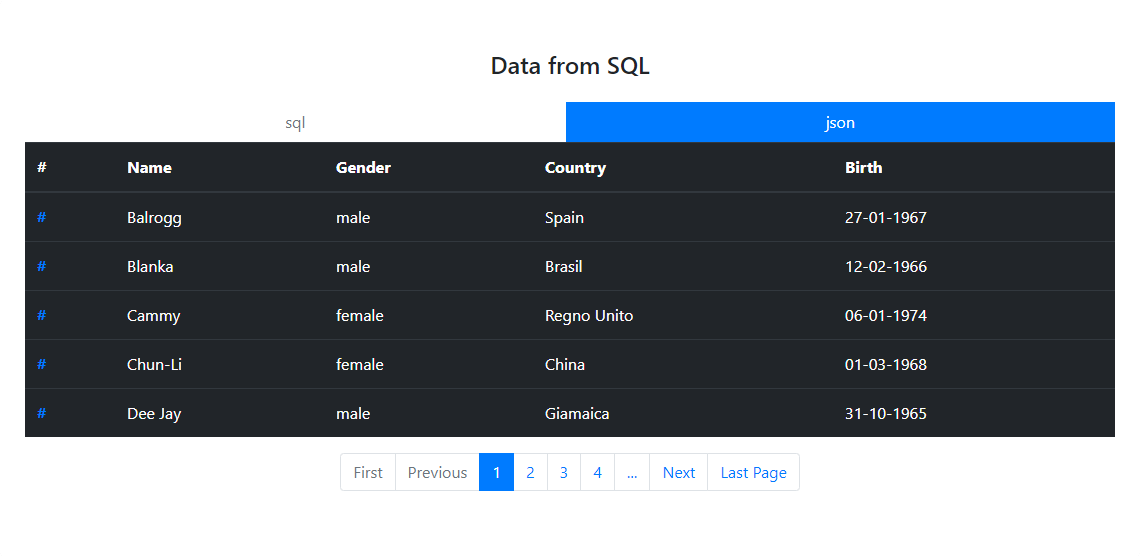 Data from SQL
sql json
# Name Gender Country Birth
# Balrogg male Spain 27-01-1967
# Blanka male Brasil 12-02-1966
# Cammy female Regno Unito 06-01-1974
# Chun-Li female China 01-03-1968
# Dee Jay male Giamaica 31-10-1965
First Previous 1 2 3 4 ... Next Last Page